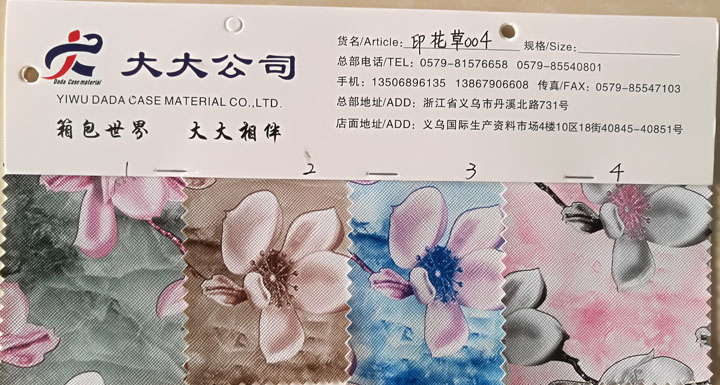 货名/Article: 印花草004 规格/Size:
大大公司
总部电话/TEL: 0579-81576658 0579-85540801
Dada Case material
手机: 13506896135 13867906608 传真/FAX: 0579-85547103
YIWU DADA CASE MATERIAL CO.,LTD.
总部地址/ADD: 浙江省义乌市丹溪北路731号
箱包世界 大大相伴
店面地址/ADD: 义乌国际生产资料市场4楼10区18街40845-40851号
1 2 3 4